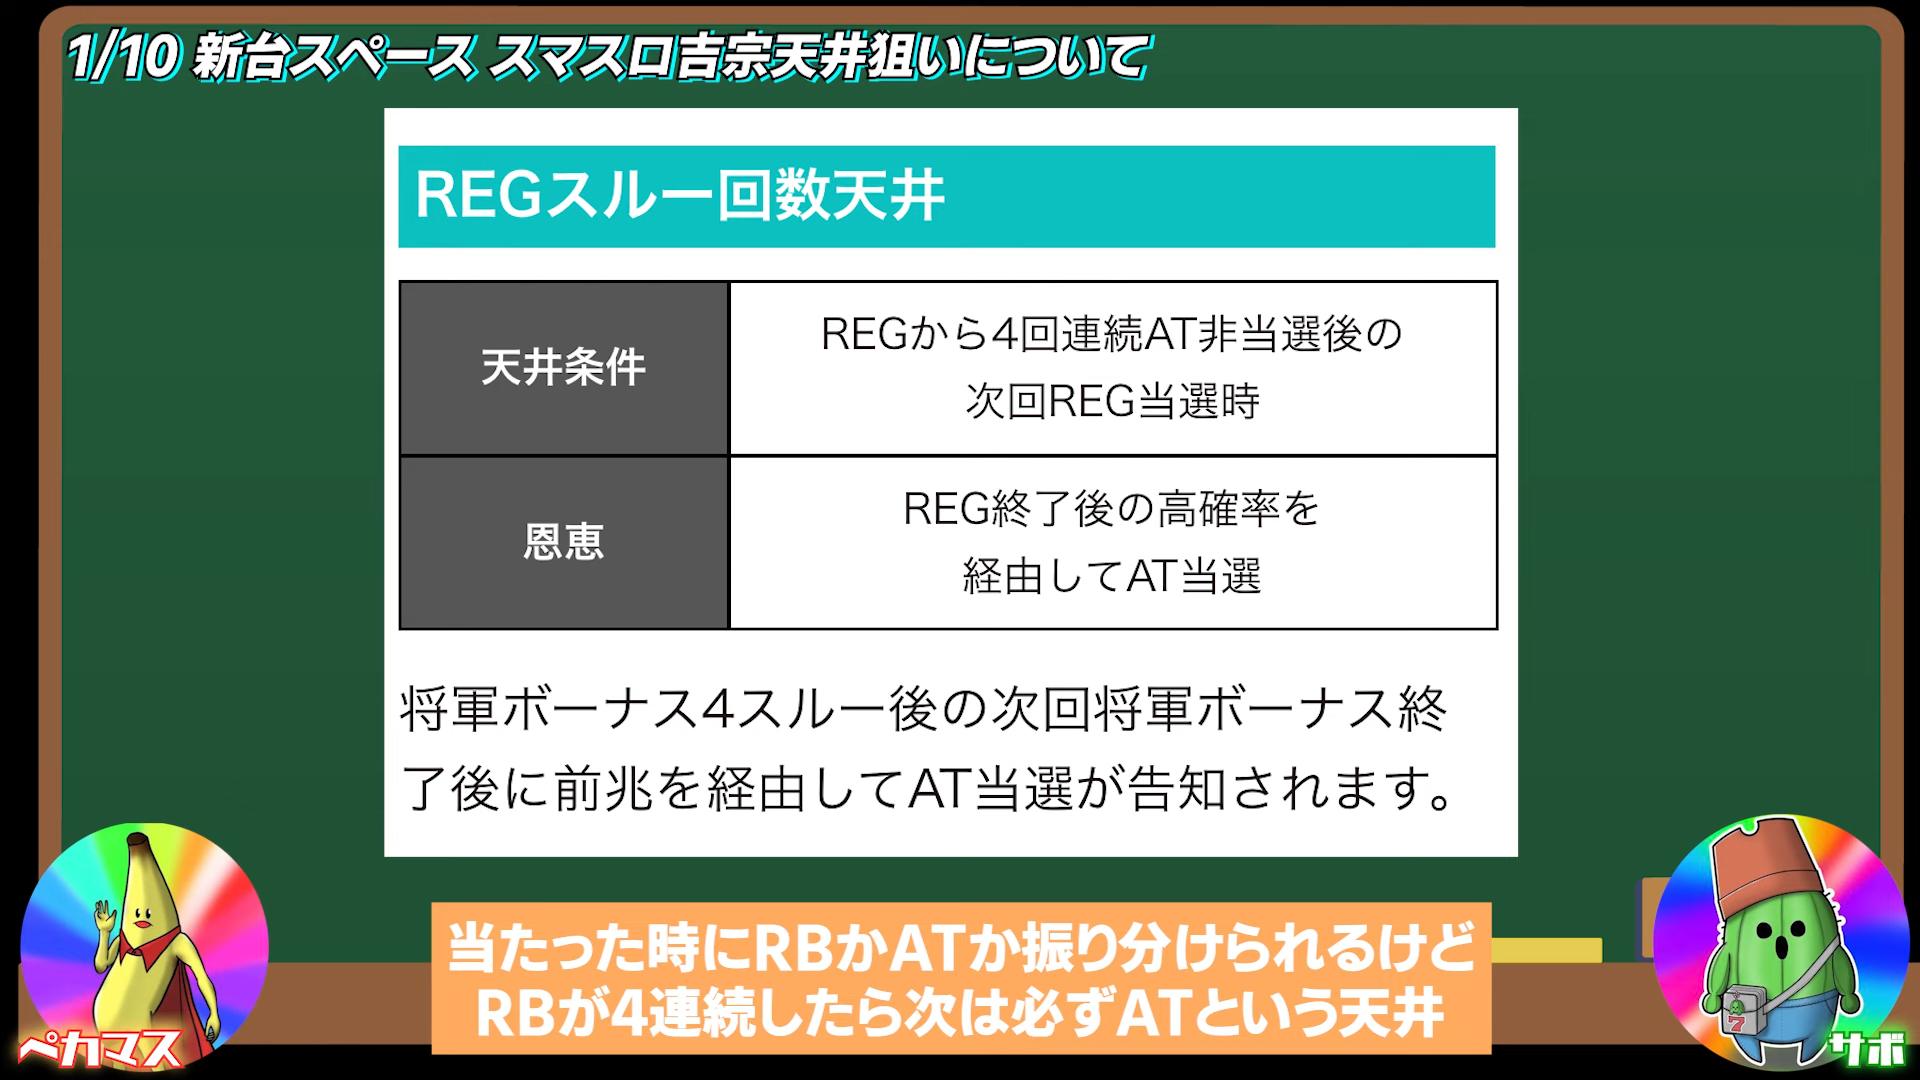 1/10 新台スペース スマスロ吉宗天井狙いについて
REGスルー回数天井
天井条件
REGから4回連続AT非当選後の
次回REG当選時
恩恵
REG終了後の高確率を
経由してAT当選
将軍ボーナス4スルー後の次回将軍ボーナス終
了後に前兆を経由してAT当選が告知されます。
当たった時にRBかATか振り分けられるけど
RBが4連続したら次は必ずATという天井
ペカマス
7
サボ